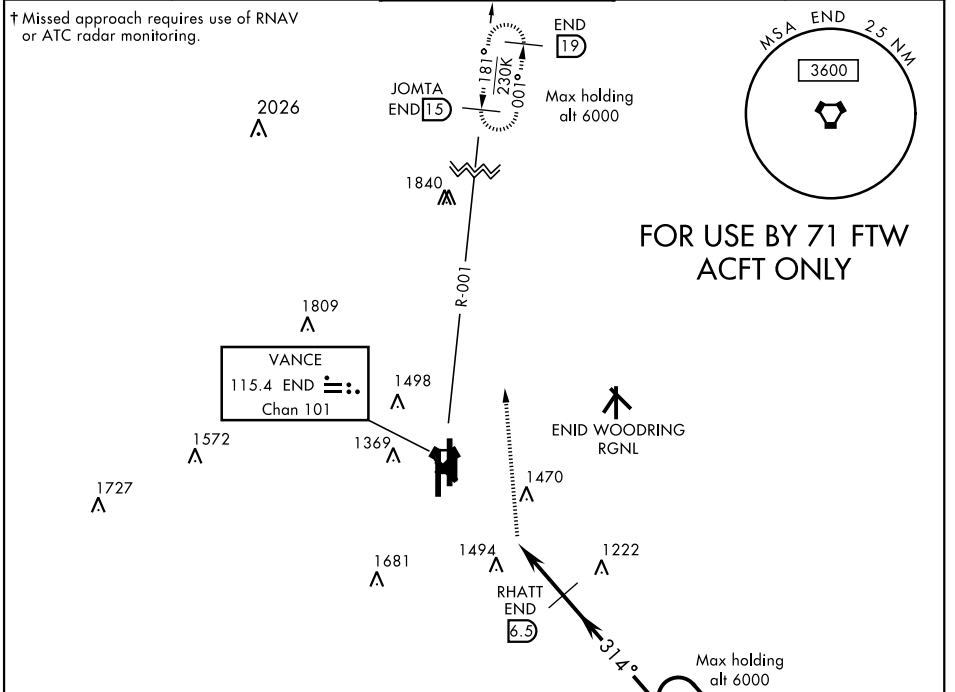 † Missed approach requires use of RNAV
or ATC radar monitoring.
END
19
181°
230K
001°
JOMTA
END 15
Max holding
alt 6000
MSA END 25 NM
3600
2026
1840
FOR USE BY 71 FTW
ACFT ONLY
R-001
1809
VANCE
115.4 END
Chan 101
1498
ENID WOODRING
RGNL
1572
1369
1727
1470
1681
1494
1222
RHATT
END
6.5
314°
Max holding
alt 6000